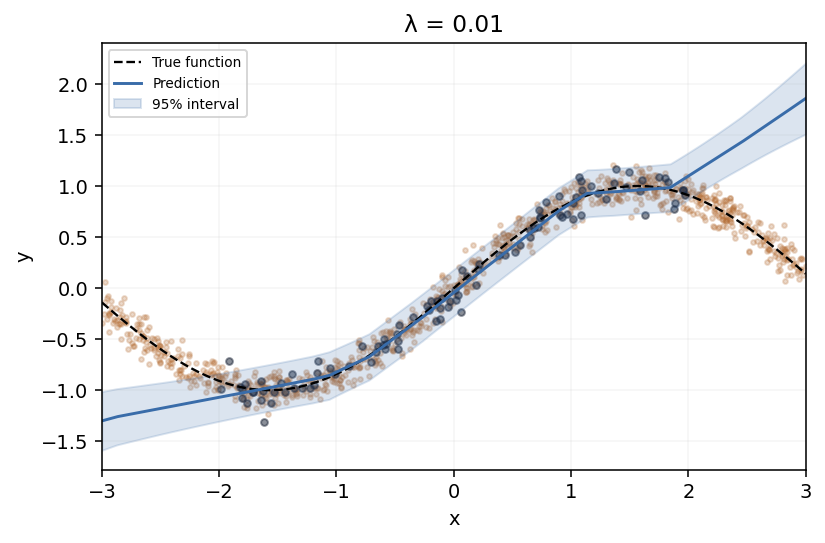 λ = 0.01
True function
Prediction
95% interval
2.0
1.5
1.0
0.5
0.0
−0.5
−1.0
−1.5
y
−3 −2 −1 0 1 2 3
x